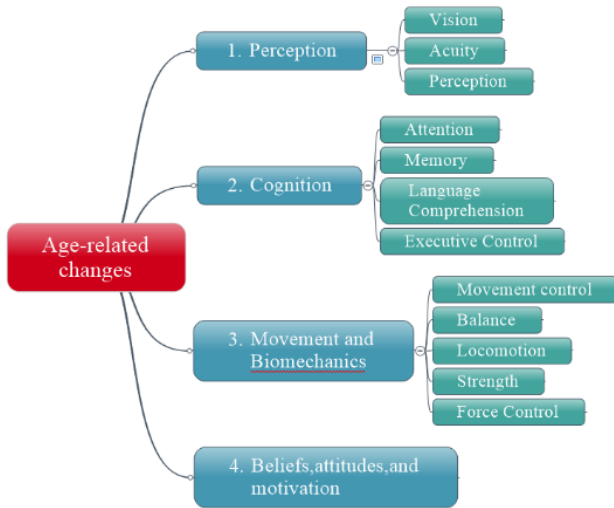 Age-related
changes
1. Perception
Vision
Acuity
Perception
2. Cognition
Attention
Memory
Language
Comprehension
Executive Control
3. Movement and
Biomechanics
Movement control
Balance
Locomotion
Strength
Force Control
4. Beliefs,attitudes,and
motivation